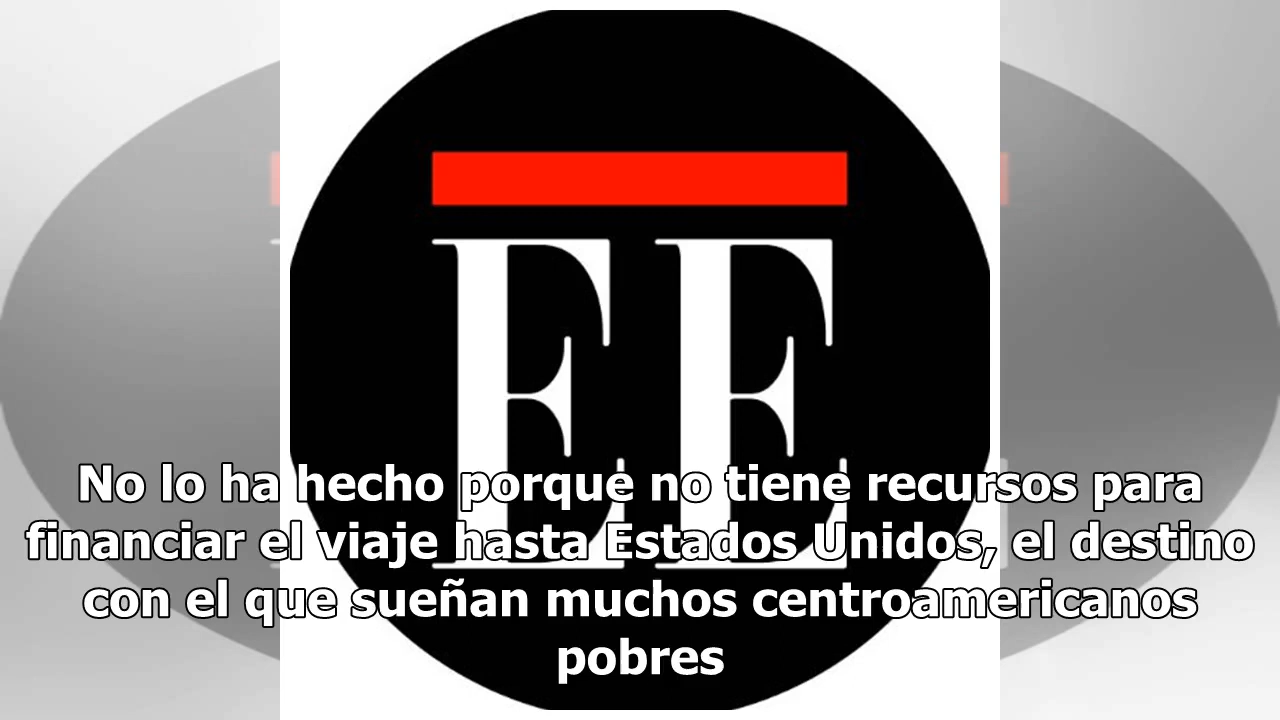 EE
No lo ha hecho porque no tiene recursos para
financiar el viaje hasta Estados Unidos, el destino
con el que sueñan muchos centroamericanos
pobres